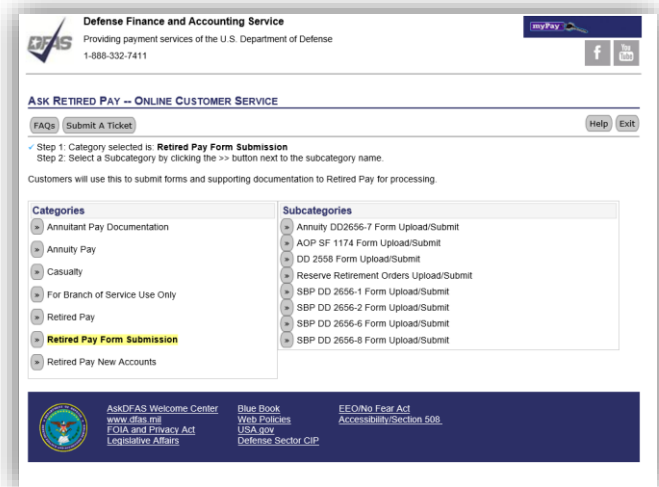 DFAS
Defense Finance and Accounting Service
Providing payment services of the U.S. Department of Defense
1-888-332-7411
myPay
f You Tube
ASK RETIRED PAY -- ONLINE CUSTOMER SERVICE
FAQs Submit A Ticket Help Exit
✓ Step 1: Category selected is: Retired Pay Form Submission
Step 2: Select a Subcategory by clicking the >> button next to the subcategory name.
Customers will use this to submit forms and supporting documentation to Retired Pay for processing.
Categories
» Annuitant Pay Documentation
» Annuity Pay
» Casualty
» For Branch of Service Use Only
» Retired Pay
» Retired Pay Form Submission
» Retired Pay New Accounts
Subcategories
» Annuity DD2656-7 Form Upload/Submit
» AOP SF 1174 Form Upload/Submit
» DD 2558 Form Upload/Submit
» Reserve Retirement Orders Upload/Submit
» SBP DD 2656-1 Form Upload/Submit
» SBP DD 2656-2 Form Upload/Submit
» SBP DD 2656-6 Form Upload/Submit
» SBP DD 2656-8 Form Upload/Submit
AskDFAS Welcome Center
www.dfas.mil
FOIA and Privacy Act
Legislative Affairs
Blue Book
Web Policies
USA.gov
Defense Sector CIP
EEO/No Fear Act
Accessibility/Section 508